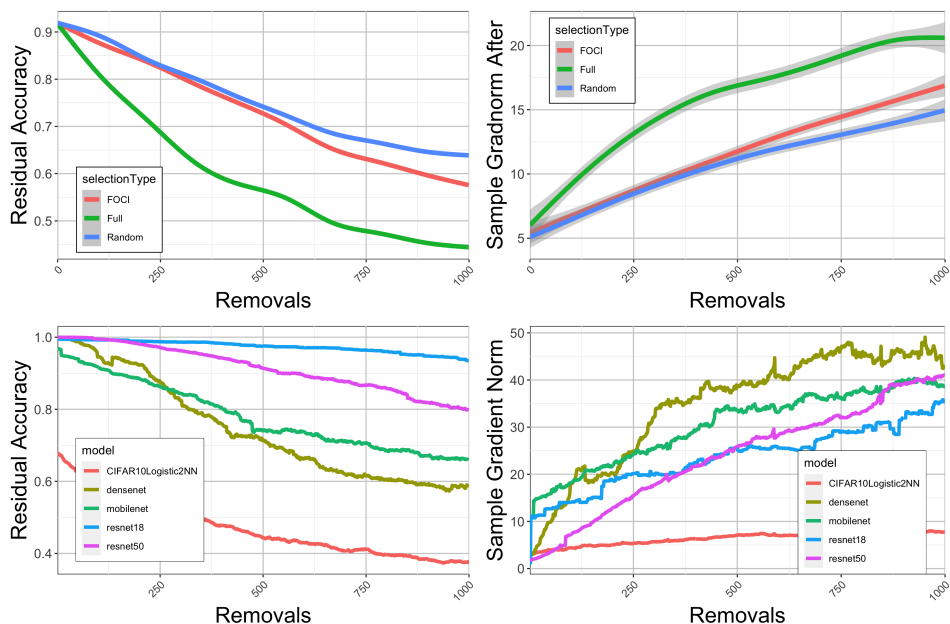 Residual Accuracy
0.9
0.8
0.7
0.6
0.5
selectionType
FOCI
Full
Random
0
250
500
750
1000
Removals
Sample Gradnorm After
20
15
10
5
selectionType
FOCI
Full
Random
0
250
500
750
1000
Removals
Residual Accuracy
1.0
0.8
0.6
0.4
model
CIFAR10Logistic2NN
densenet
mobilenet
resnet18
resnet50
250
500
750
1000
Removals
Sample Gradient Norm
50
40
30
20
10
0
model
CIFAR10Logistic2NN
densenet
mobilenet
resnet18
resnet50
250
500
750
1000
Removals